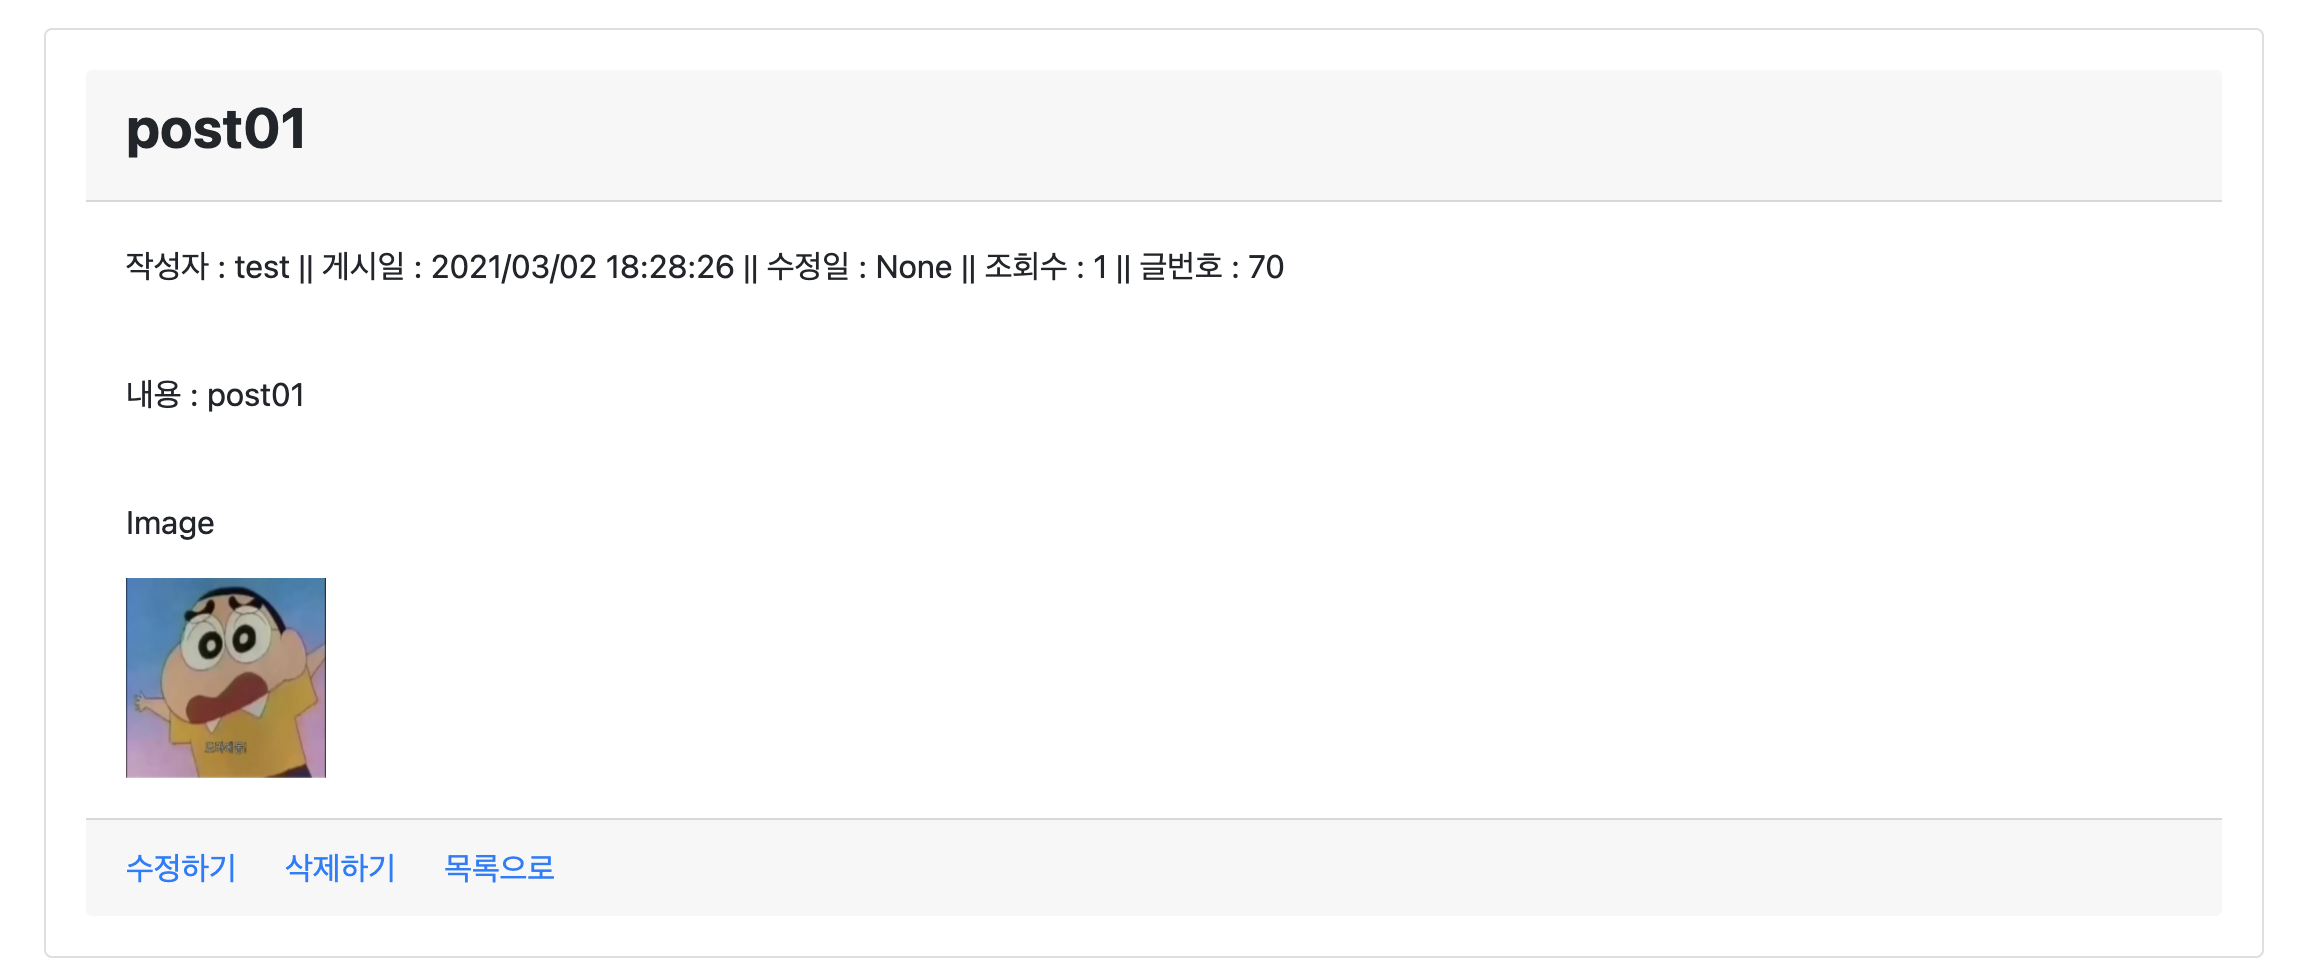 post01
작성자 : test || 게시일 : 2021/03/02 18:28:26 || 수정일 : None || 조회수 : 1 || 글번호 : 70
내용 : post01
Image
수정하기 삭제하기 목록으로